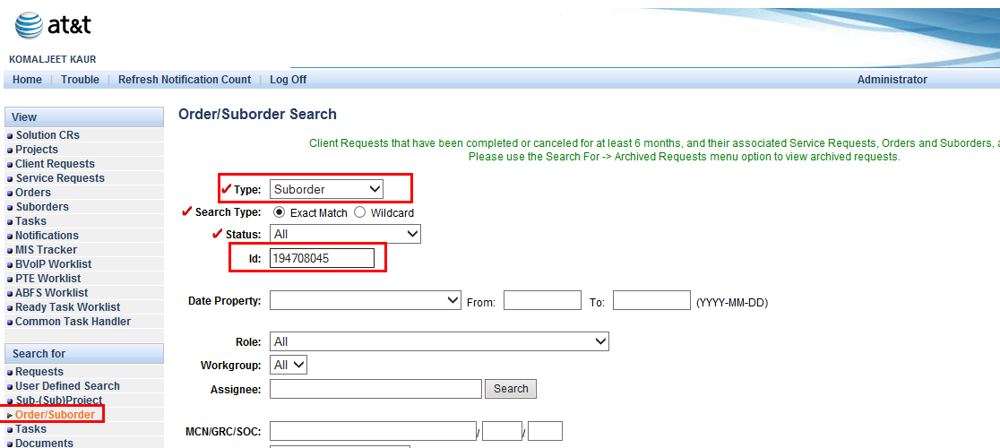 at&t
KOMALJEET KAUR
Home | Trouble | Refresh Notification Count | Log Off
Administrator
View
Solution CRs
Projects
Client Requests
Service Requests
Orders
Suborders
Tasks
Notifications
MIS Tracker
BVoIP Worklist
PTE Worklist
ABFS Worklist
Ready Task Worklist
Common Task Handler
Search for
Requests
User Defined Search
Sub-(Sub)Project
Order/Suborder
Tasks
Documents
Order/Suborder Search
Client Requests that have been completed or canceled for at least 6 months, and their associated Service Requests, Orders and Suborders, a
Please use the Search For -> Archived Requests menu option to view archived requests.
Type: Suborder
Search Type: Exact Match Wildcard
Status: All
Id: 194708045
Date Property: From: To: (YYYY-MM-DD)
Role: All
Workgroup: All
Assignee: Search
MCN/GRC/SOC: / /